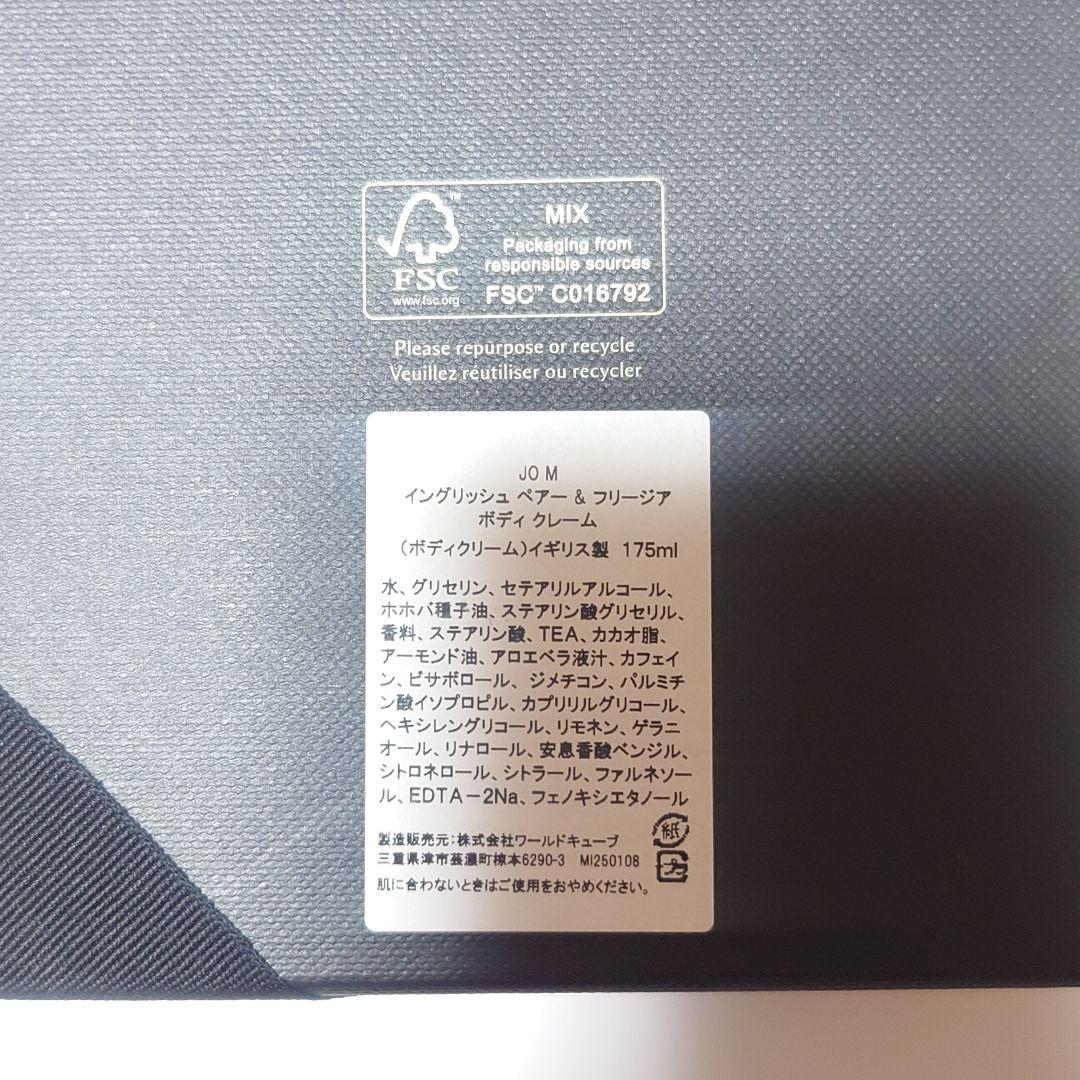 FSC™
www.fsc.org
MIX
Packaging from
responsible sources
FSC™ C016792
Please repurpose or recycle
Veuillez réutiliser ou recycler
JO M
イングリッシュ ペアー & フリージア
ボディ クレーム
(ボディクリーム)イギリス製 175ml
水、グリセリン、セテアリルアルコール、
ホホバ種子油、ステアリン酸グリセリル、
香料、ステアリン酸、TEA、カカオ脂、
アーモンド油、アロエベラ液汁、カフェイ
ン、ビサボロール、 ジメチコン、パルミチ
ン酸イソプロピル、カプリリルグリコール、
ヘキシレングリコール、リモネン、ゲラニ
オール、リナロール、安息香酸ベンジル、
シトロネロール、シトラール、ファルネソー
ル、EDTA-2Na、フェノキシエタノール
製造販売元:株式会社ワールドキューブ
三重県津市芸濃町椋本6290-3 MI250108
肌に合わないときはご使用をおやめください。
紙
プラ